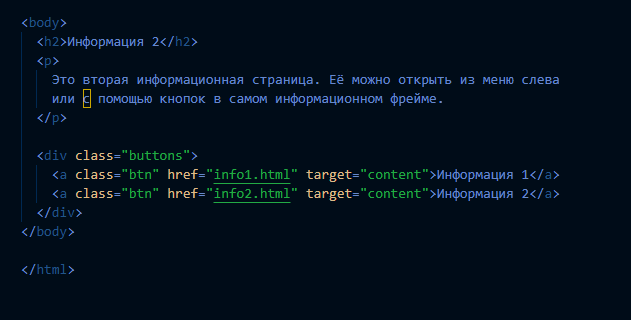 <body>
<h2>Информация 2</h2>
<p>
Это вторая информационная страница. Её можно открыть из меню слева
или с помощью кнопок в самом информационном фрейме.
</p>
<div class="buttons">
<a class="btn" href="info1.html" target="content">Информация 1</a>
<a class="btn" href="info2.html" target="content">Информация 2</a>
</div>
</body>
</html>